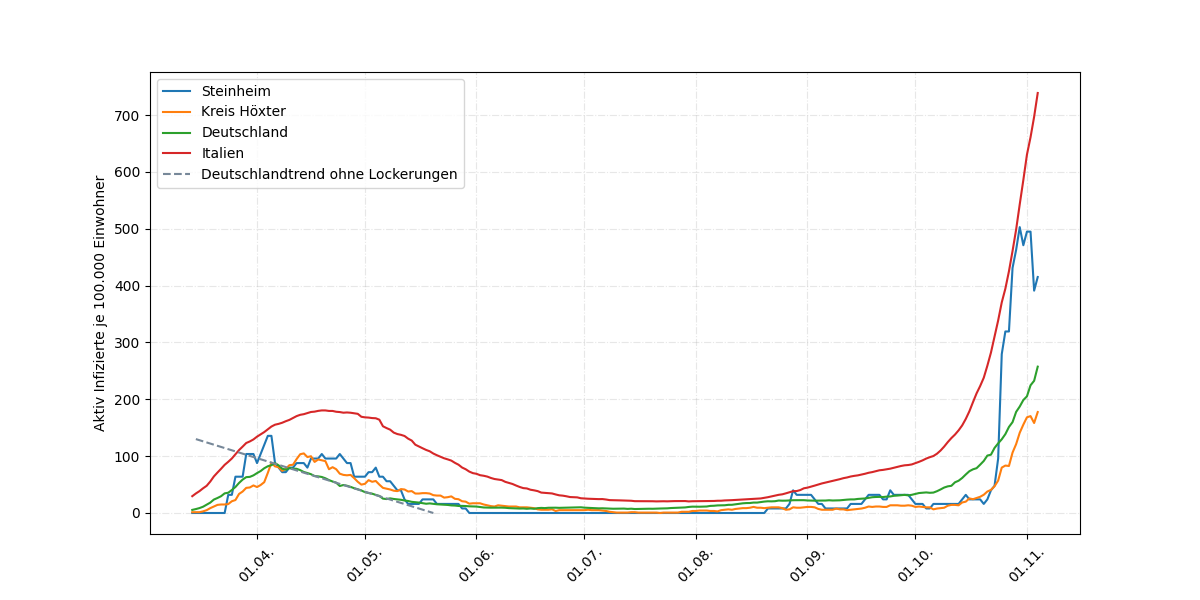 Steinheim
Kreis Höxter
Deutschland
Italien
Deutschlandtrend ohne Lockerungen
Aktiv Infizierte je 100.000 Einwohner
700
600
500
400
300
200
100
0
01.04.
01.05.
01.06.
01.07.
01.08.
01.09.
01.10.
01.11.